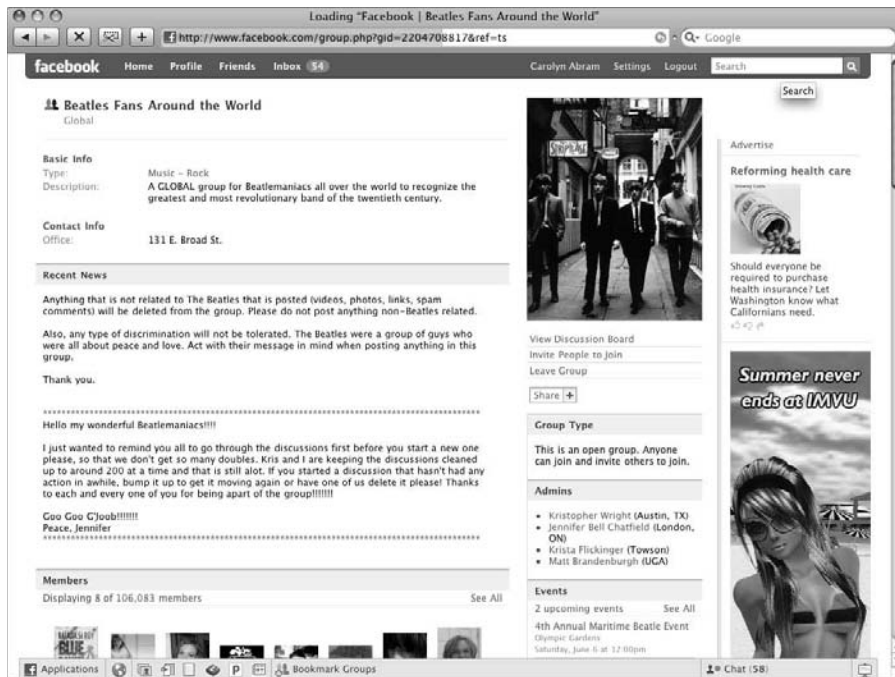 Loading "Facebook | Beatles Fans Around the World"
http://www.facebook.com/group.php?gid=2204708817&ref=ts
Google
facebook Home Profile Friends Inbox 54 Carolyn Abram Settings Logout Search
Search
Beatles Fans Around the World
Global
Basic Info
Type: Music - Rock
Description: A GLOBAL group for Beatlemaniacs all over the world to recognize the
greatest and most revolutionary band of the twentieth century.
Contact Info
Office: 131 E. Broad St.
Recent News
Anything that is not related to The Beatles that is posted (videos, photos, links, spam
comments) will be deleted from the group. Please do not post anything non-Beatles related.
Also, any type of discrimination will not be tolerated. The Beatles were a group of guys who
were all about peace and love. Act with their message in mind when posting anything in this
group.
Thank you.
Hello my wonderful Beatlemaniacs!!!!
I just wanted to remind you all to go through the discussions first before you start a new one
please, so that we don't get so many doubles. Kris and I are keeping the discussions cleaned
up to around 200 at a time and that is still alot. If you started a discussion that hasn't had any
action in awhile, bump it up to get it moving again or have one of us delete it please! Thanks
to each and every one of you for being apart of the group!!!!!!!
Goo Goo G'Joob!!!!!!!
Peace, Jennifer
Members
Displaying 8 of 106,083 members See All
BLUE
STRIPTEASE
View Discussion Board
Invite People to Join
Leave Group
Share +
Group Type
This is an open group. Anyone
can join and invite others to join.
Admins
Kristopher Wright (Austin, TX)
Jennifer Bell Chatfield (London,
ON)
Krista Flickinger (Towson)
Matt Brandenburgh (UGA)
Events
2 upcoming events See All
4th Annual Maritime Beatle Event
Olympic Gardens
Saturday, June 6 at 12:00pm
Advertise
Reforming health care
Should everyone be
required to purchase
health insurance? Let
Washington know what
Californians need.
Summer never
ends at IMVU
Applications
P
Bookmark Groups
Chat (58)